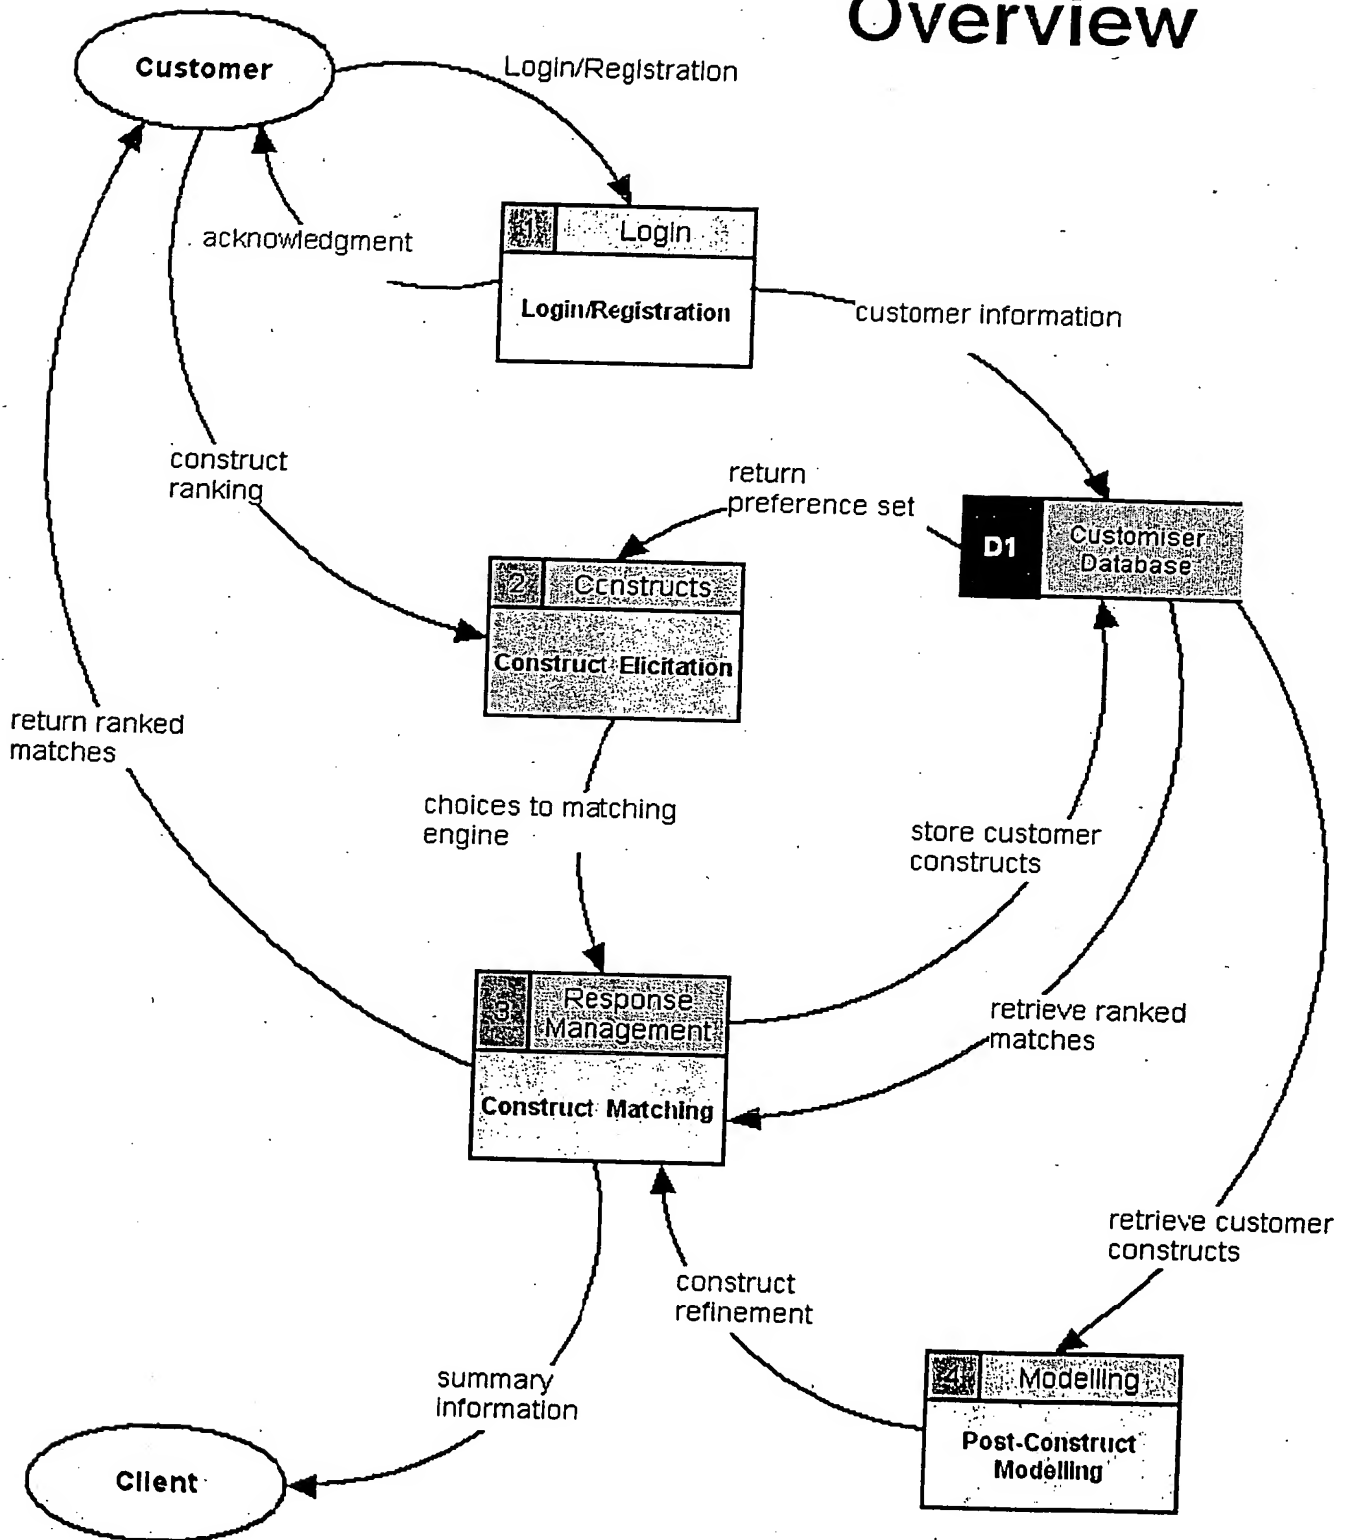 Overview
Customer
Login/Registration
acknowledgment
1
Login
Login/Registration
customer information
construct
ranking
return
preference set
D1
Customiser
Database
2
Constructs
Construct Elicitation
return ranked
matches
choices to matching
engine
store customer
constructs
3
Response
Management
Construct Matching
retrieve ranked
matches
retrieve customer
constructs
construct
refinement
summary
information
4
Modelling
Post-Construct
Modelling
Client